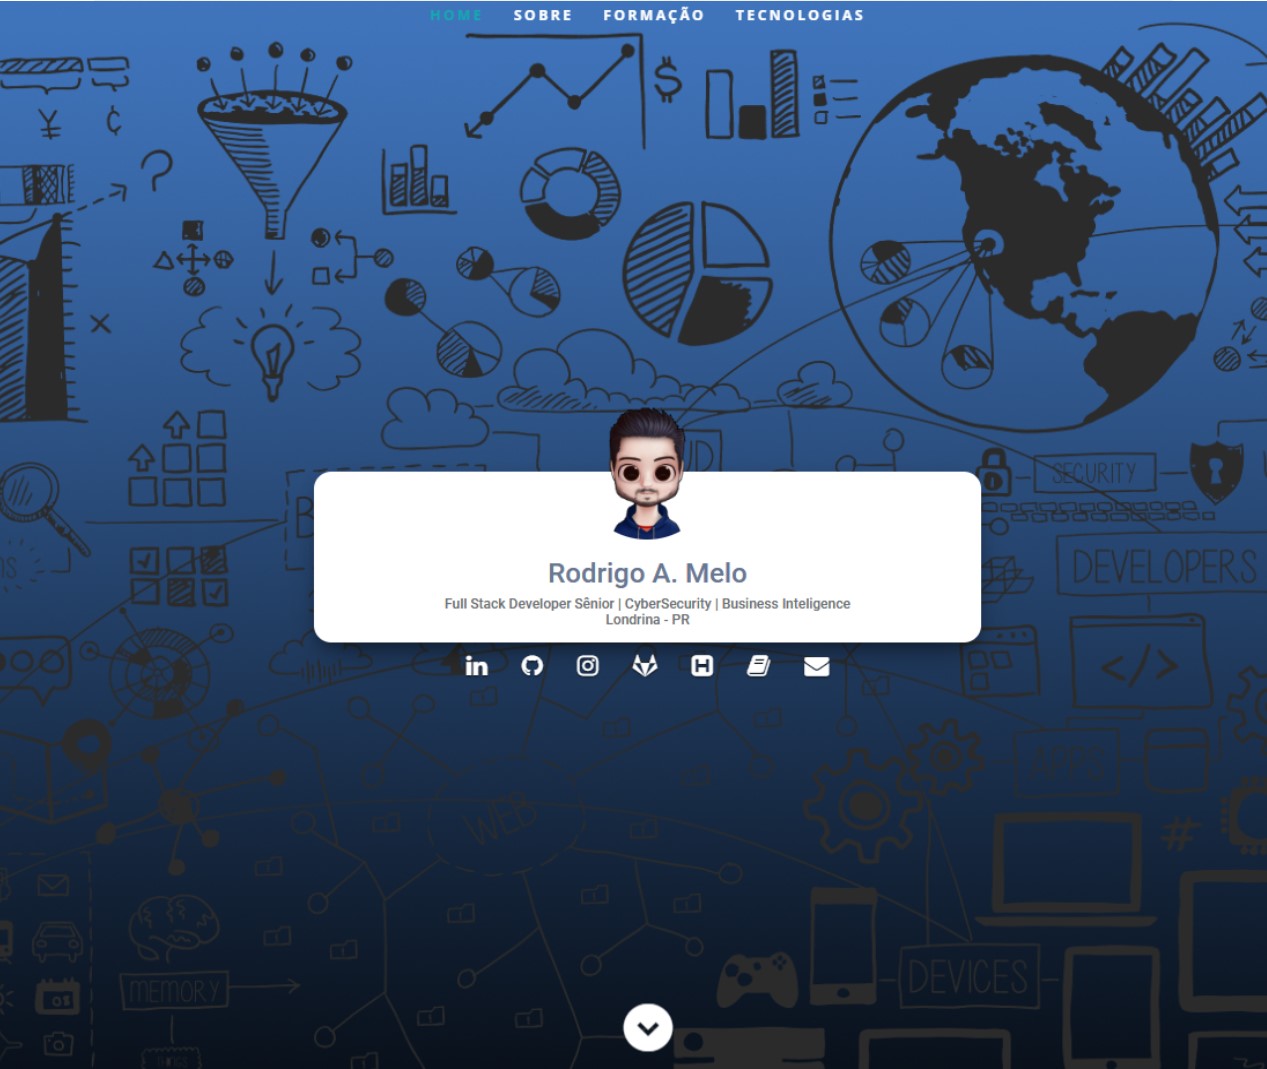 HOME SOBRE FORMAÇÃO TECNOLOGIAS
$
¥ ¢
?
SECURITY
DEVELOPERS
Rodrigo A. Melo
Full Stack Developer Sênior | CyberSecurity | Business Inteligence
Londrina - PR
</>
APPS
WEB
#
DEVICES
MEMORY
THINGS